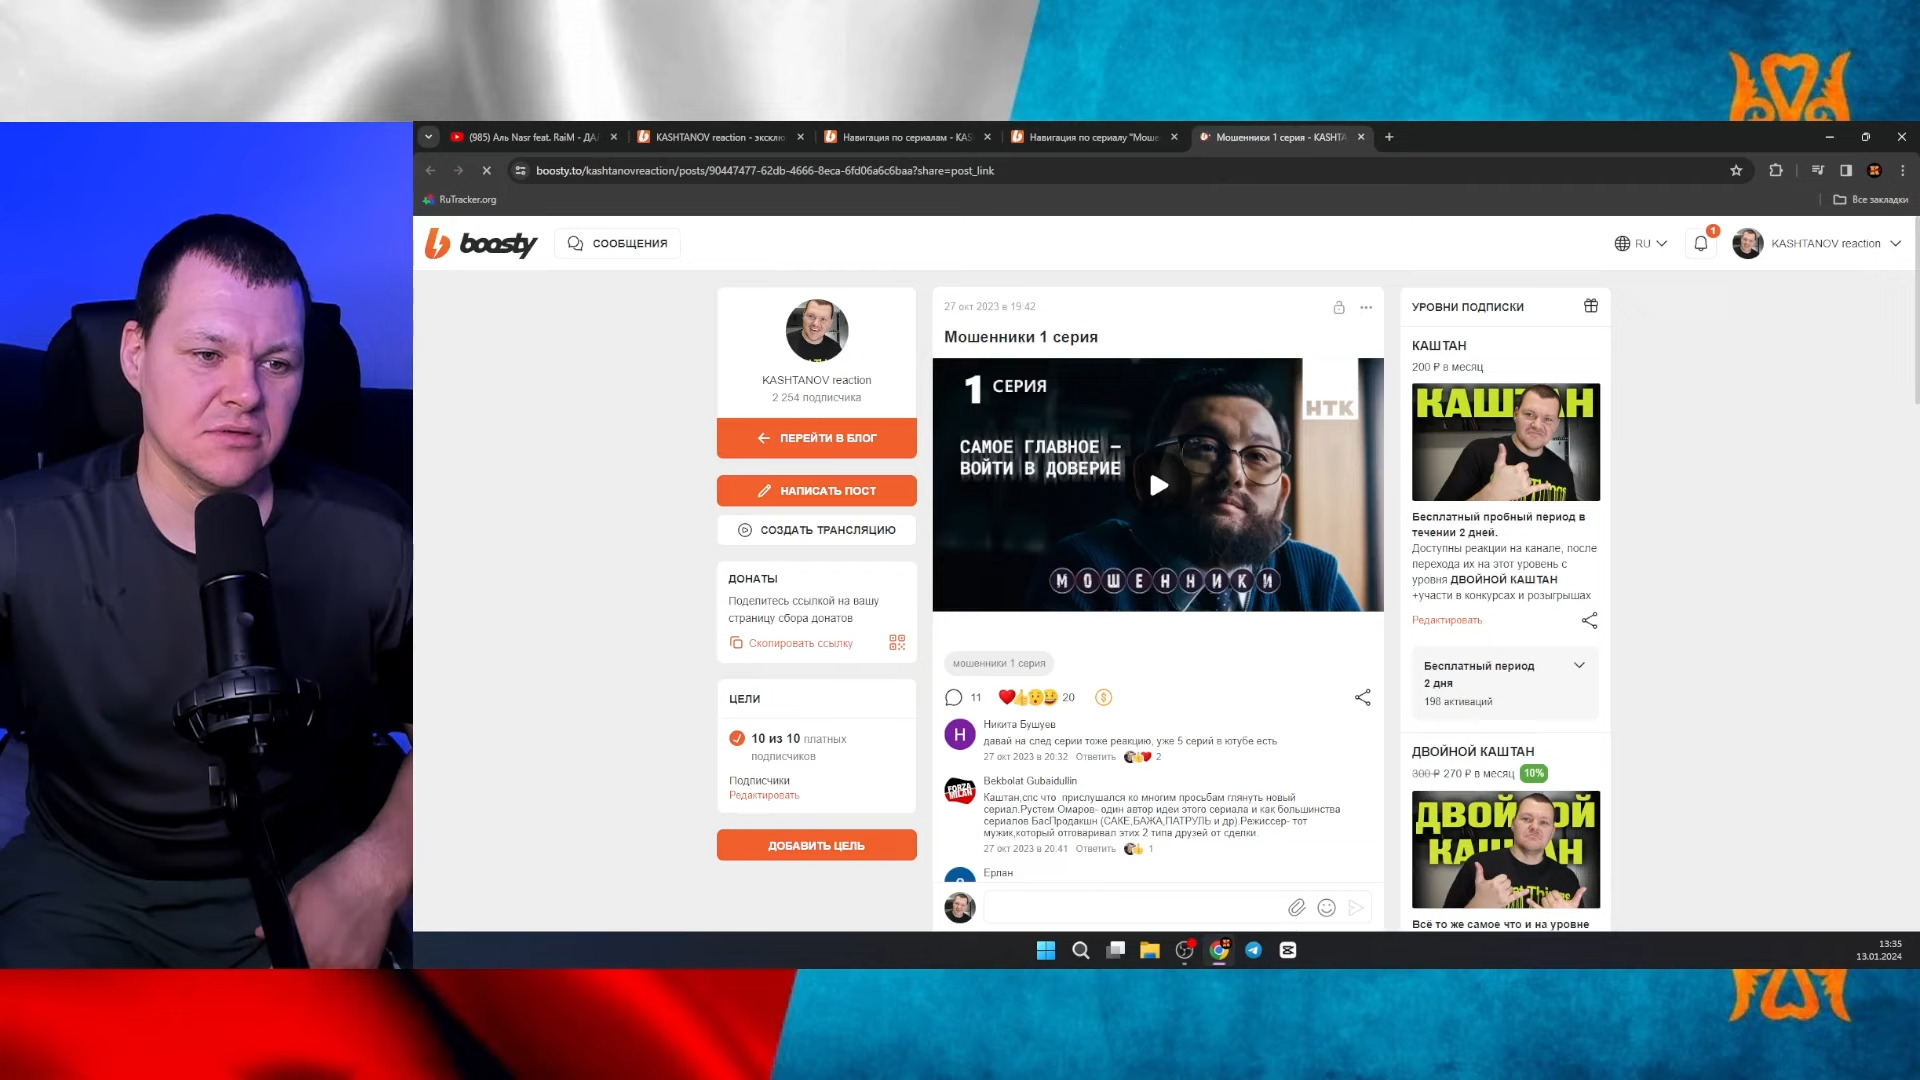 (985) Аль Nasr feat. RaiM - ДАЛ
KASHTANOV reaction - эксклю
Навигация по сериалам - KAS
Навигация по сериалу "Моше
Мошенники 1 серия - KASHTA
boosty.to/kashtanovreaction/posts/90447477-62db-4666-8eca-6fd06a6c6baa?share=post_link
RuTracker.org
Все закладки
boosty
СООБЩЕНИЯ
RU
1
KASHTANOV reaction
KASHTANOV reaction
2 254 подписчика
ПЕРЕЙТИ В БЛОГ
НАПИСАТЬ ПОСТ
СОЗДАТЬ ТРАНСЛЯЦИЮ
ДОНАТЫ
Поделитесь ссылкой на вашу
страницу сбора донатов
Скопировать ссылку
ЦЕЛИ
10 из 10 платных
подписчиков
Подписчики
Редактировать
ДОБАВИТЬ ЦЕЛЬ
27 окт 2023 в 19:42
Мошенники 1 серия
1 СЕРИЯ
НТК
САМОЕ ГЛАВНОЕ –
ВОЙТИ В ДОВЕРИЕ
МОШЕННИКИ
мошенники 1 серия
11
20
Н
Никита Бушуев
давай на след серии тоже реакцию, уже 5 серий в ютубе есть
27 окт 2023 в 20:32 Ответить 2
FORZA MILAN
Bekbolat Gubaidullin
Каштан,спс что прислушался ко многим просьбам глянуть новый
сериал.Рустем Омаров- один автор идеи этого сериала и как большинства
сериалов БасПродакшн (САКЕ,БАЖА,ПАТРУЛЬ и др).Режиссер- тот
мужик,который отговаривал этих 2 типа друзей от сделки.
27 окт 2023 в 20:41 Ответить 1
Ерлан
УРОВНИ ПОДПИСКИ
КАШТАН
200 ₽ в месяц
КАШТАН
Бесплатный пробный период в
течении 2 дней.
Доступны реакции на канале, после
перехода их на этот уровень с
уровня ДВОЙНОЙ КАШТАН
+участи в конкурсах и розыгрышах
Редактировать
Бесплатный период
2 дня
198 активаций
ДВОЙНОЙ КАШТАН
300 ₽ 270 ₽ в месяц 10%
Всё то же самое что и на уровне
13:35
13.01.2024